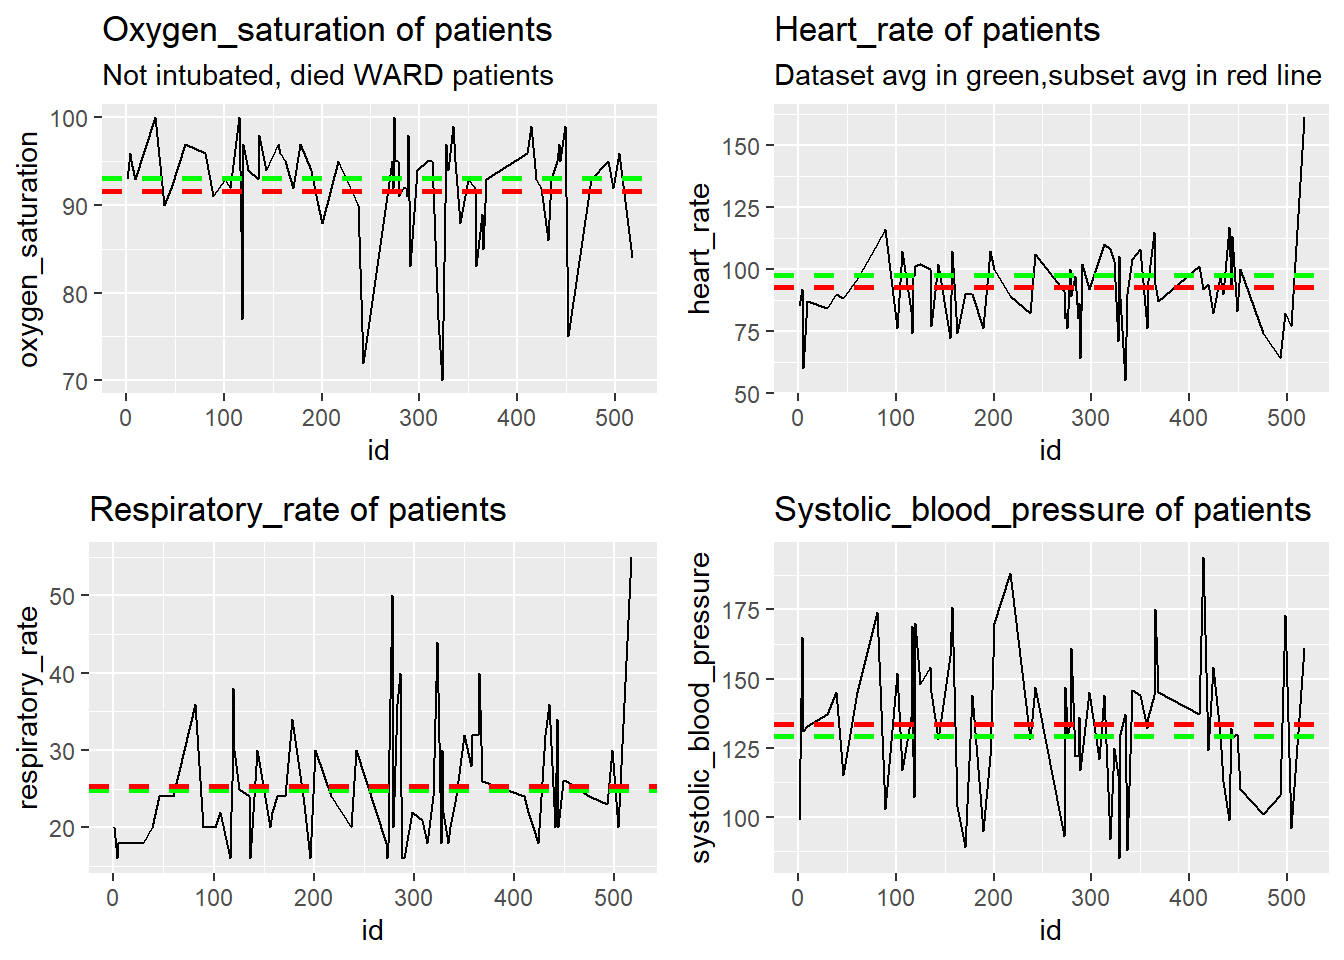 Oxygen_saturation of patients
Not intubated, died WARD patients
oxygen_saturation
100
90
80
70
0 100 200 300 400 500
id
Heart_rate of patients
Dataset avg in green,subset avg in red line
heart_rate
150
125
100
75
50
0 100 200 300 400 500
id
Respiratory_rate of patients
respiratory_rate
50
40
30
20
0 100 200 300 400 500
id
Systolic_blood_pressure of patients
systolic_blood_pressure
175
150
125
100
0 100 200 300 400 500
id